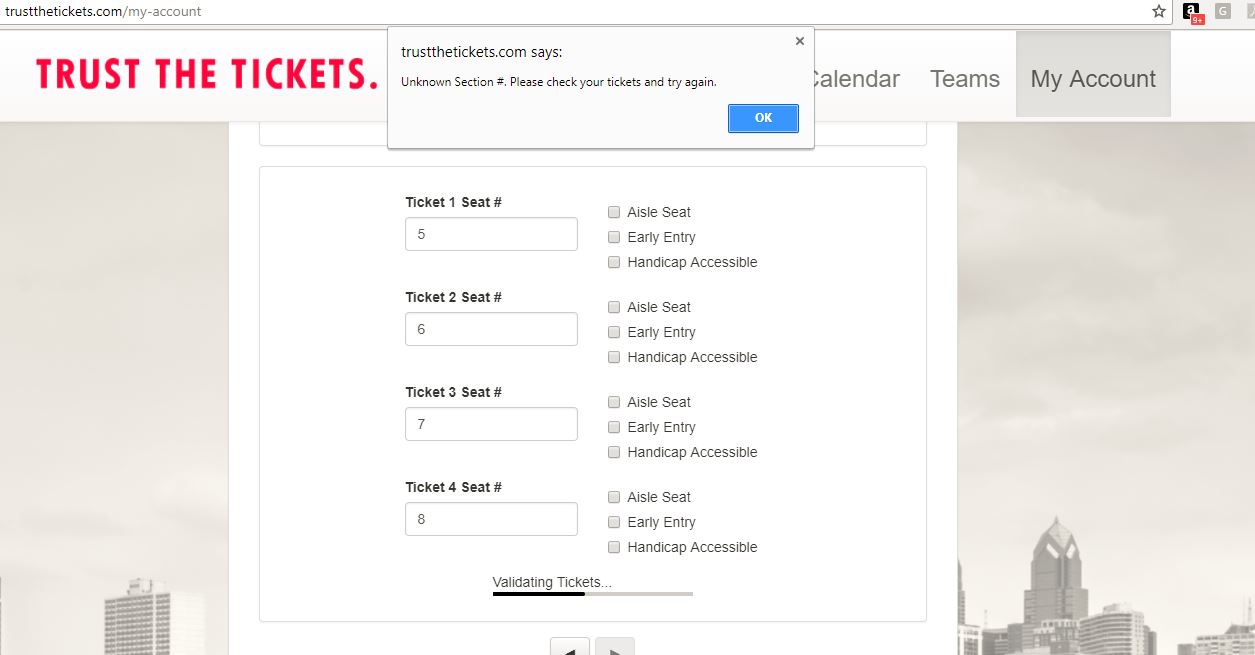 trustthetickets.com/my-account
a
9+
G
TRUST THE TICKETS.
trustthetickets.com says:
Unknown Section #. Please check your tickets and try again.
OK
Calendar
Teams
My Account
Ticket 1 Seat #
5
Aisle Seat
Early Entry
Handicap Accessible
Ticket 2 Seat #
6
Aisle Seat
Early Entry
Handicap Accessible
Ticket 3 Seat #
7
Aisle Seat
Early Entry
Handicap Accessible
Ticket 4 Seat #
8
Aisle Seat
Early Entry
Handicap Accessible
Validating Tickets...